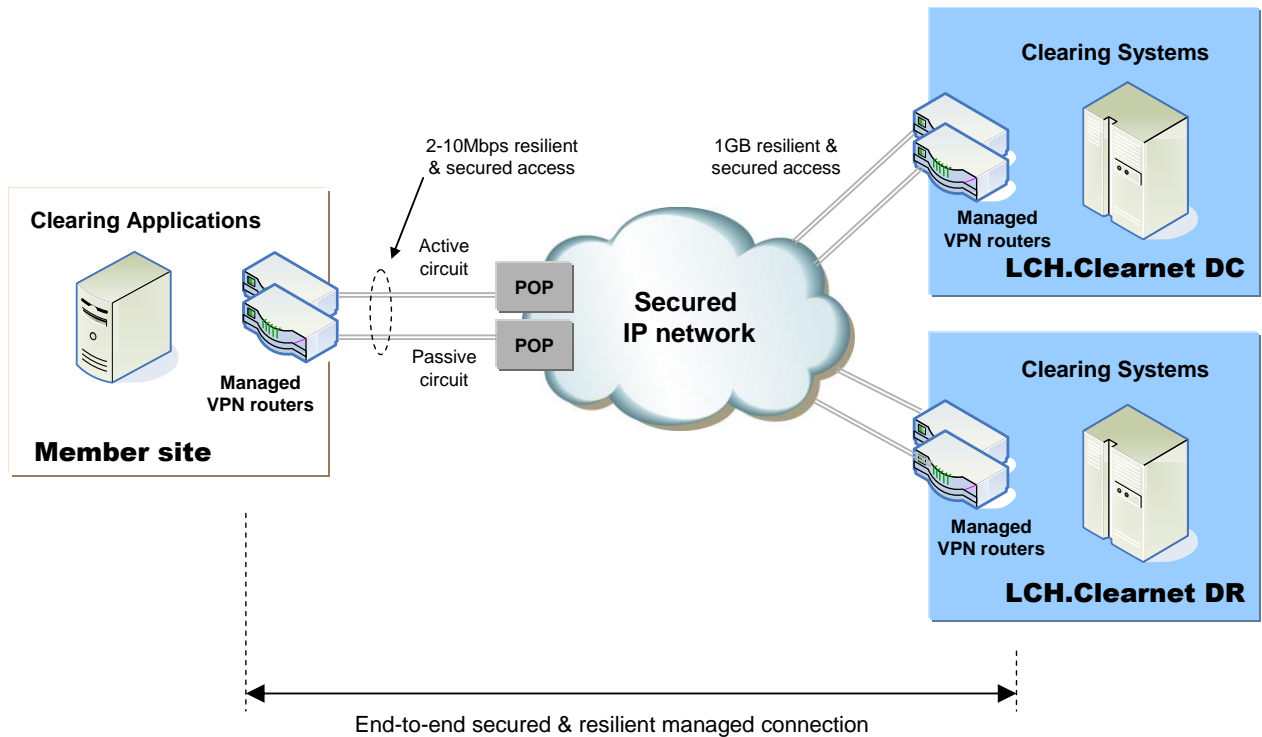 Clearing Systems
2-10Mbps resilient
& secured access
1GB resilient &
secured access
Managed
VPN routers
LCH.Clearnet DC
Clearing Applications
Active
circuit
POP
Secured
IP network
POP
Passive
circuit
Managed
VPN routers
Member site
Clearing Systems
Managed
VPN routers
LCH.Clearnet DR
End-to-end secured & resilient managed connection